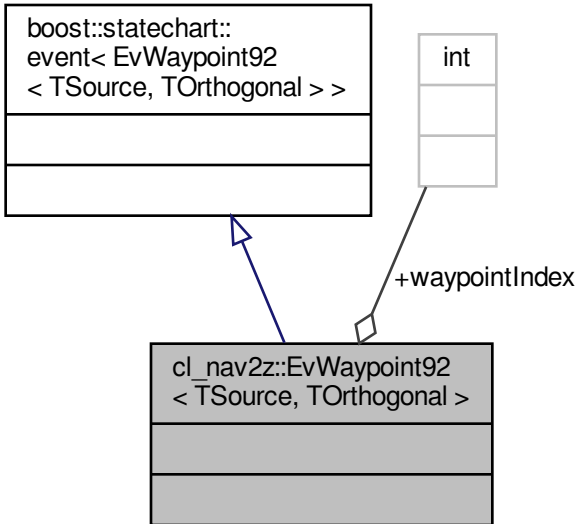 boost::statechart::
event< EvWaypoint92
< TSource, TOrthogonal > >
int
+waypointIndex
cl_nav2z::EvWaypoint92
< TSource, TOrthogonal >